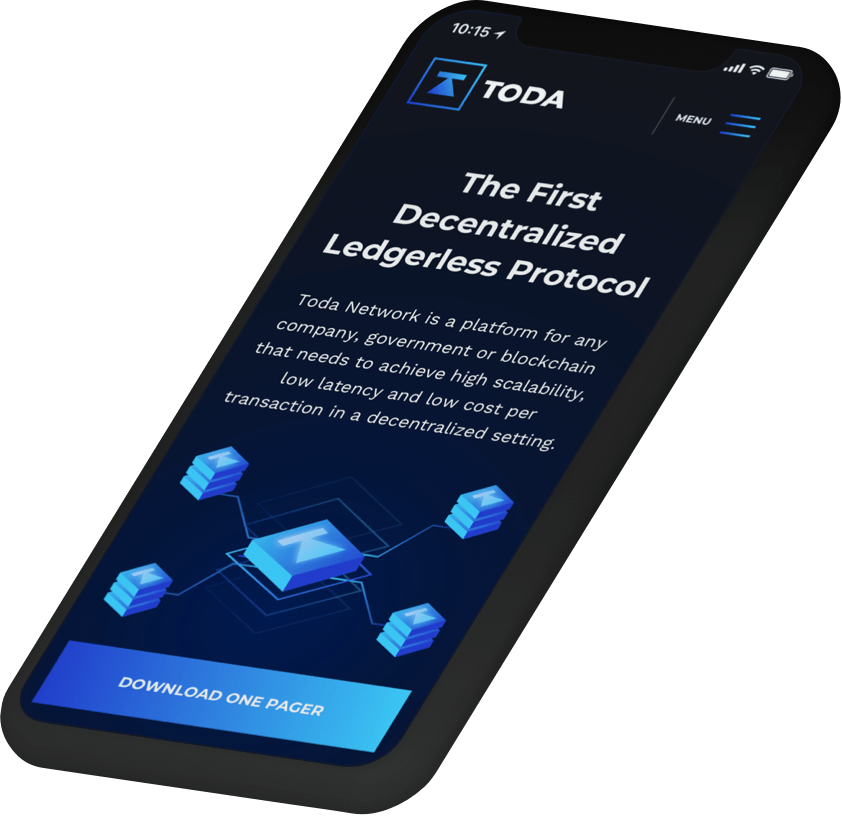 10:15
TODA
MENU
The First
Decentralized
Ledgerless Protocol
Toda Network is a platform for any
company, government or blockchain
that needs to achieve high scalability,
low latency and low cost per
transaction in a decentralized setting.
DOWNLOAD ONE PAGER